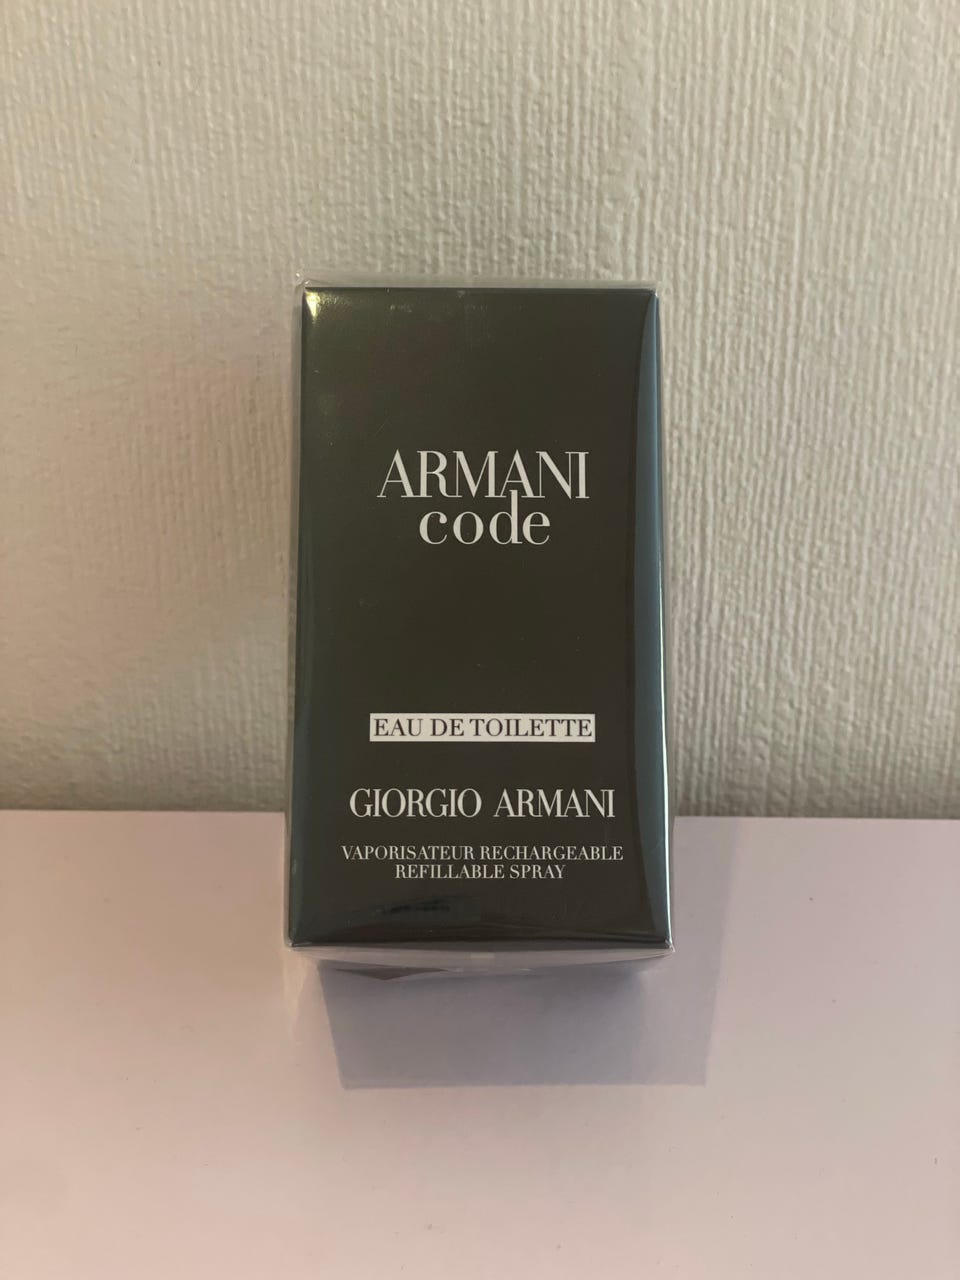 ARMANI
code
EAU DE TOILETTE
GIORGIO ARMANI
VAPORISATEUR RECHARGEABLE
REFILLABLE SPRAY